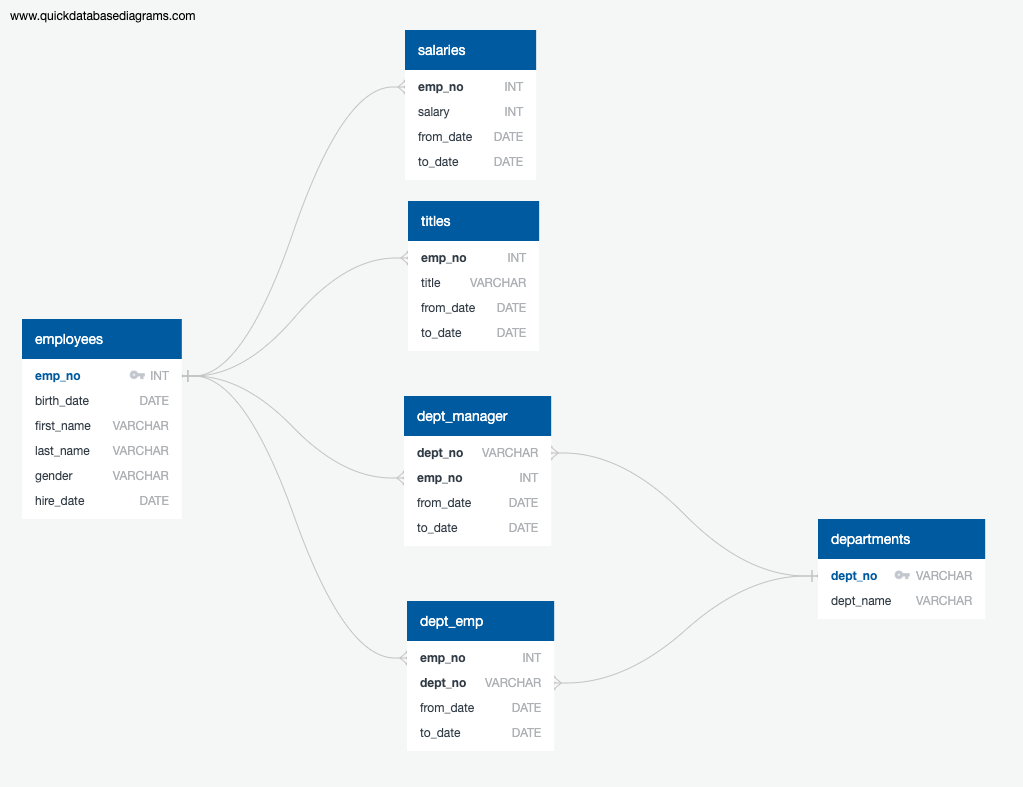 www.quickdatabasediagrams.com
salaries
emp_no INT
salary INT
from_date DATE
to_date DATE
titles
emp_no INT
title VARCHAR
from_date DATE
to_date DATE
employees
emp_no INT
birth_date DATE
first_name VARCHAR
last_name VARCHAR
gender VARCHAR
hire_date DATE
dept_manager
dept_no VARCHAR
emp_no INT
from_date DATE
to_date DATE
departments
dept_no VARCHAR
dept_name VARCHAR
dept_emp
emp_no INT
dept_no VARCHAR
from_date DATE
to_date DATE